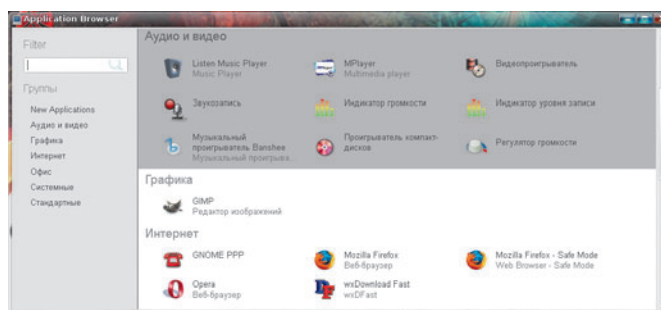 Application Browser
Filter
Группы
New Applications
Аудио и видео
Графика
Интернет
Офис
Системные
Стандартные
Аудио и видео
Listen Music Player
Music Player
MPlayer
Multimedia player
Видеопроигрыватель
Звукозапись
Индикатор громкости
Индикатор уровня записи
Музыкальный
проигрыватель Banshee
Музыкальный проигрыва...
Проигрыватель компакт-
дисков
Регулятор громкости
Графика
GIMP
Редактор изображений
Интернет
GNOME PPP
Mozilla Firefox
Веб-браузер
Mozilla Firefox - Safe Mode
Web Browser - Safe Mode
Opera
Веб-браузер
wxDownload Fast
wxDFast